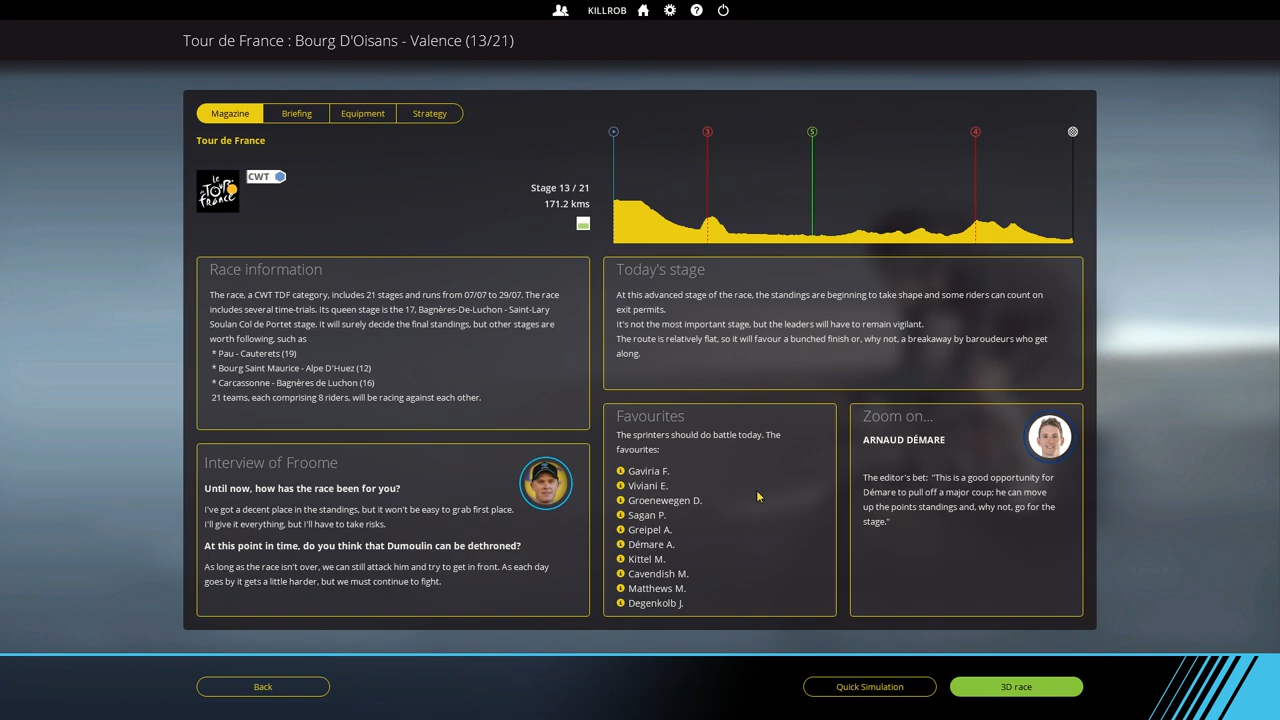 KILLROB
Tour de France : Bourg D'Oisans - Valence (13/21)
Magazine
Briefing
Equipment
Strategy
Tour de France
le TOUR de france
CWT
Stage 13 / 21
171.2 kms
3
S
4
Race information
The race, a CWT TDF category, includes 21 stages and runs from 07/07 to 29/07. The race
includes several time-trials. Its queen stage is the 17, Bagnères-De-Luchon - Saint-Lary
Soulan Col de Portet stage. It will surely decide the final standings, but other stages are
worth following, such as
* Pau - Cauterets (19)
* Bourg Saint Maurice - Alpe D'Huez (12)
* Carcassonne - Bagnères de Luchon (16)
21 teams, each comprising 8 riders, will be racing against each other.
Today's stage
At this advanced stage of the race, the standings are beginning to take shape and some riders can count on
exit permits.
It's not the most important stage, but the leaders will have to remain vigilant.
The route is relatively flat, so it will favour a bunched finish or, why not, a breakaway by baroudeurs who get
along.
Interview of Froome
Until now, how has the race been for you?
I've got a decent place in the standings, but it won't be easy to grab first place.
I'll give it everything, but I'll have to take risks.
At this point in time, do you think that Dumoulin can be dethroned?
As long as the race isn't over, we can still attack him and try to get in front. As each day
goes by it gets a little harder, but we must continue to fight.
Favourites
The sprinters should do battle today. The
favourites:
Gaviria F.
Viviani E.
Groenewegen D.
Sagan P.
Greipel A.
Démare A.
Kittel M.
Cavendish M.
Matthews M.
Degenkolb J.
Zoom on...
ARNAUD DÉMARE
The editor's bet: "This is a good opportunity for
Démare to pull off a major coup; he can move
up the points standings and, why not, go for the
stage."
Back
Quick Simulation
3D race